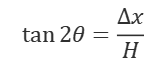 tan 2θ = Δx / H